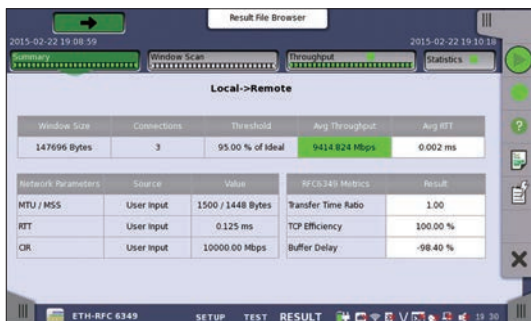 Result File Browser
2015-02-22 19:08:59
2015-02-22 19:10:18
Summary
Window Scan
Throughput
Statistics
Local->Remote
Window Size Connections Threshold Avg Throughput Avg RTT
147696 Bytes 3 95.00 % of Ideal 9414.824 Mbps 0.002 ms
Network Parameters Source Value
MTU / MSS User Input 1500 / 1448 Bytes
RTT User Input 0.125 ms
CIR User Input 10000.00 Mbps
RFC6349 Metrics Result
Transfer Time Ratio 1.00
TCP Efficiency 100.00 %
Buffer Delay -98.40 %
ETH-RFC 6349 SETUP TEST RESULT 19 30